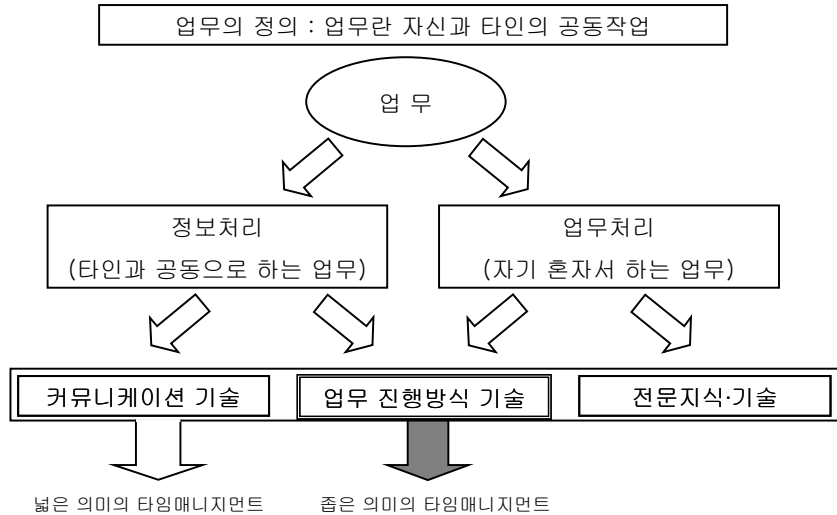 업무의 정의 : 업무란 자신과 타인의 공동작업
업 무
정보처리
(타인과 공동으로 하는 업무)
업무처리
(자기 혼자서 하는 업무)
커뮤니케이션 기술
업무 진행방식 기술
전문지식·기술
넓은 의미의 타임매니지먼트
좁은 의미의 타임매니지먼트